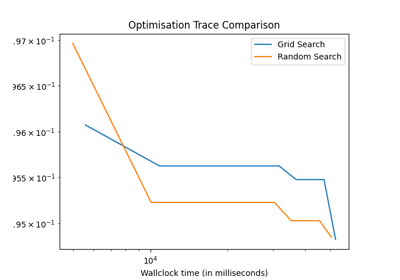 Optimisation Trace Comparison
.97 × 10⁻¹
Grid Search
Random Search
965 × 10⁻¹
.96 × 10⁻¹
955 × 10⁻¹
.95 × 10⁻¹
10⁴
Wallclock time (in milliseconds)